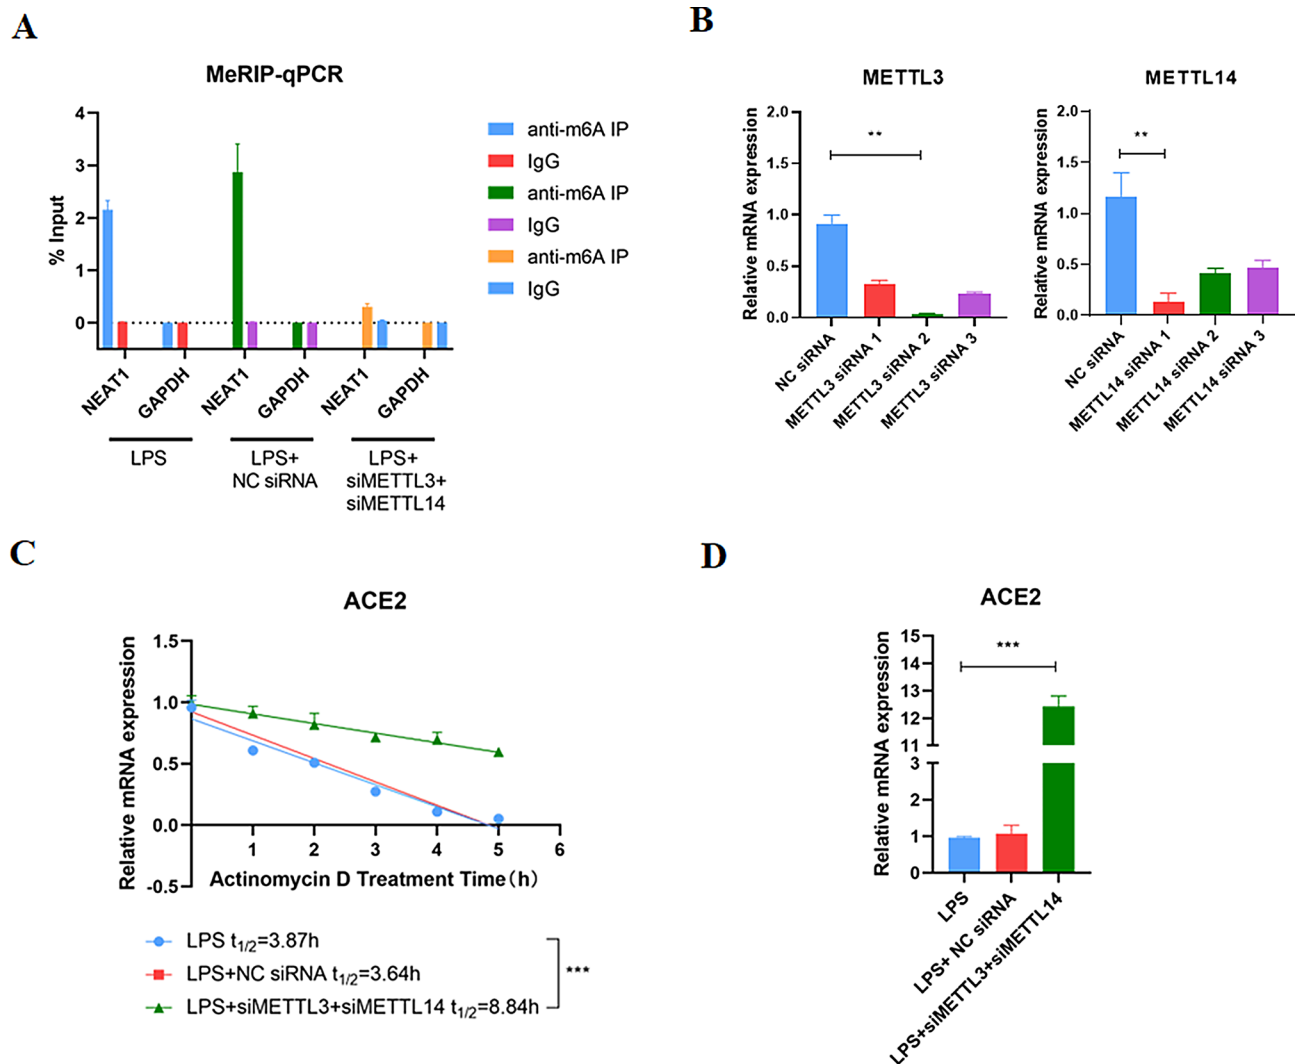 A
MeRIP-qPCR
% Input
4
3
2
1
0
NEAT1
GAPDH
NEAT1
GAPDH
NEAT1
GAPDH
LPS
LPS+
NC siRNA
LPS+
siMETTL3+
siMETTL14
anti-m6A IP
IgG
anti-m6A IP
IgG
anti-m6A IP
IgG
B
METTL3
Relative mRNA expression
2.0
1.5
1.0
0.5
0.0
**
NC siRNA
METTL3 siRNA 1
METTL3 siRNA 2
METTL3 siRNA 3
METTL14
Relative mRNA expression
2.0
1.5
1.0
0.5
0.0
**
NC siRNA
METTL14 siRNA 1
METTL14 siRNA 2
METTL14 siRNA 3
C
ACE2
Relative mRNA expression
1.5
1.0
0.5
0.0
-0.5
1 2 3 4 5 6
Actinomycin D Treatment Time（h）
LPS t1/2=3.87h
LPS+NC siRNA t1/2=3.64h
LPS+siMETTL3+siMETTL14 t1/2=8.84h
***
D
ACE2
Relative mRNA expression
15
14
13
12
11
3
2
1
0
***
LPS
LPS+ NC siRNA
LPS+siMETTL3+siMETTL14